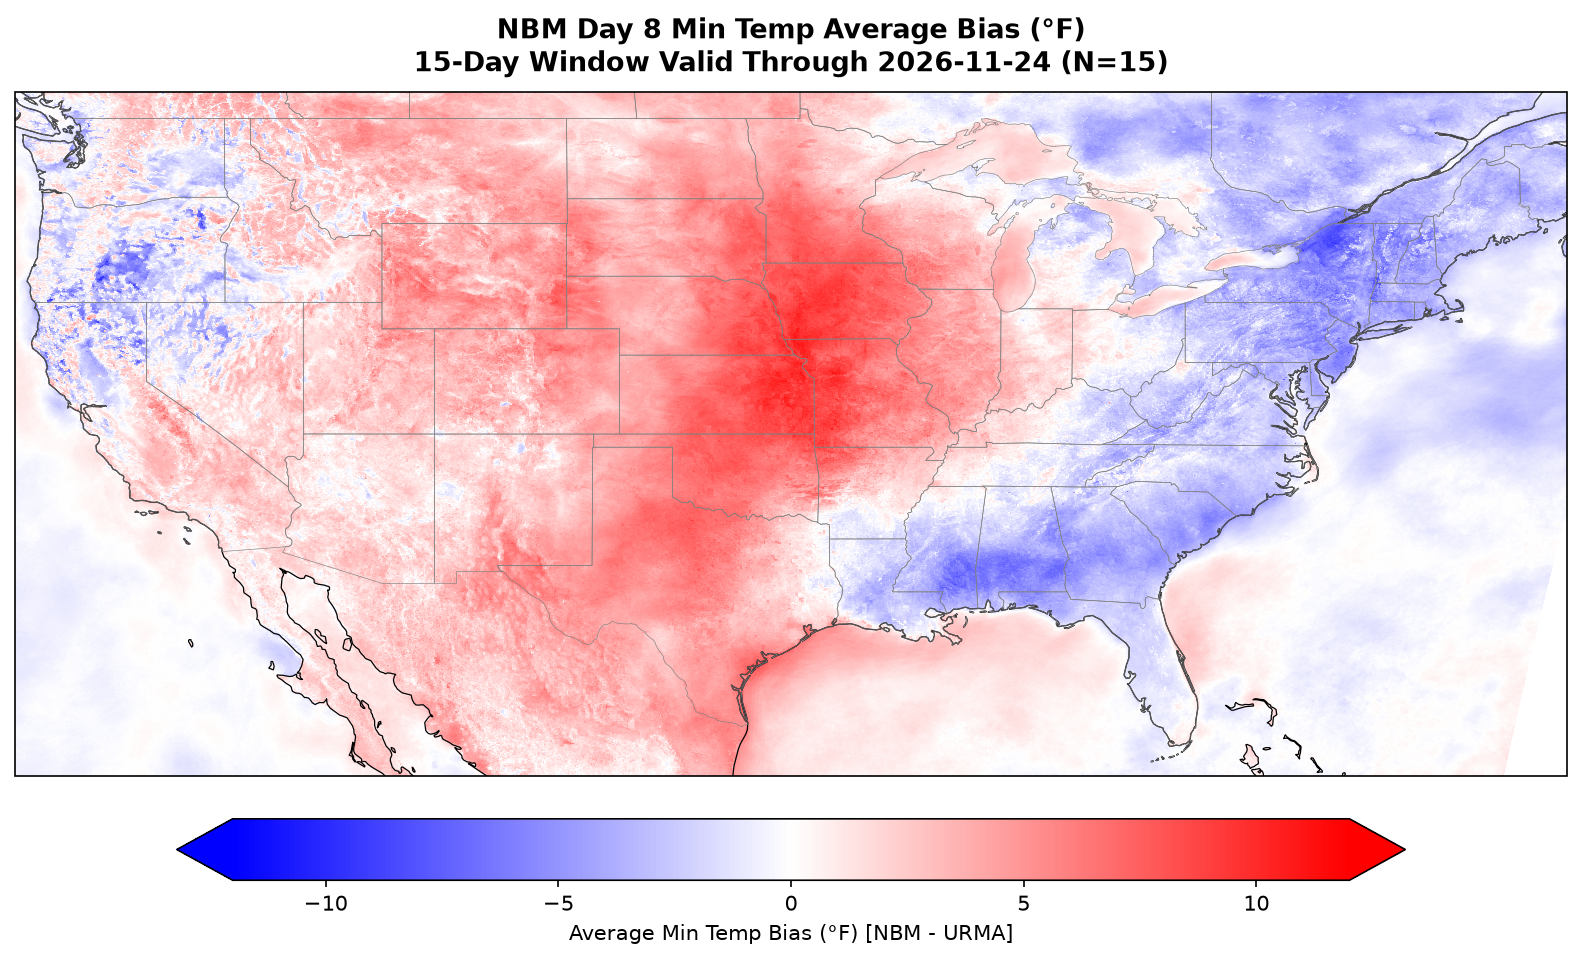 NBM Day 8 Min Temp Average Bias (°F)
15-Day Window Valid Through 2026-11-24 (N=15)
−10 −5 0 5 10
Average Min Temp Bias (°F) [NBM - URMA]